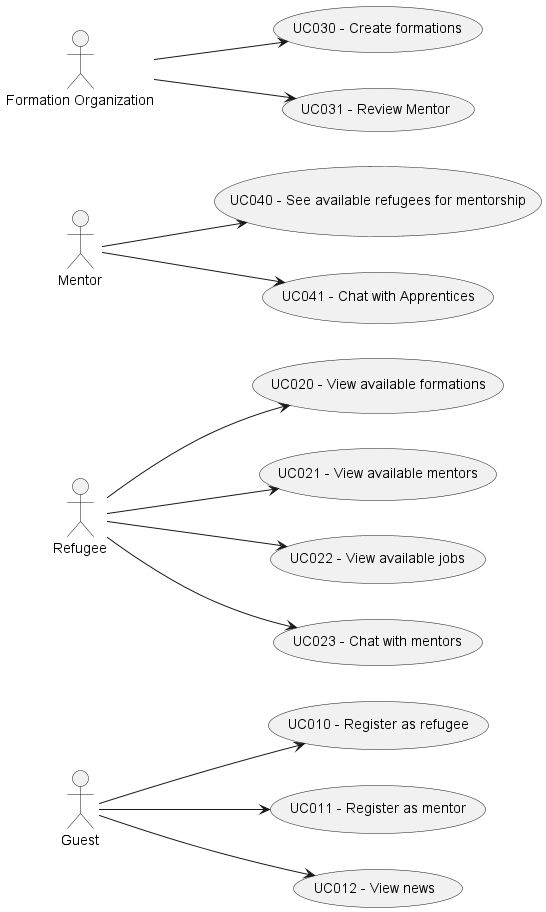 UC030 - Create formations
Formation Organization
UC031 - Review Mentor
UC040 - See available refugees for mentorship
Mentor
UC041 - Chat with Apprentices
UC020 - View available formations
UC021 - View available mentors
Refugee
UC022 - View available jobs
UC023 - Chat with mentors
UC010 - Register as refugee
UC011 - Register as mentor
Guest
UC012 - View news